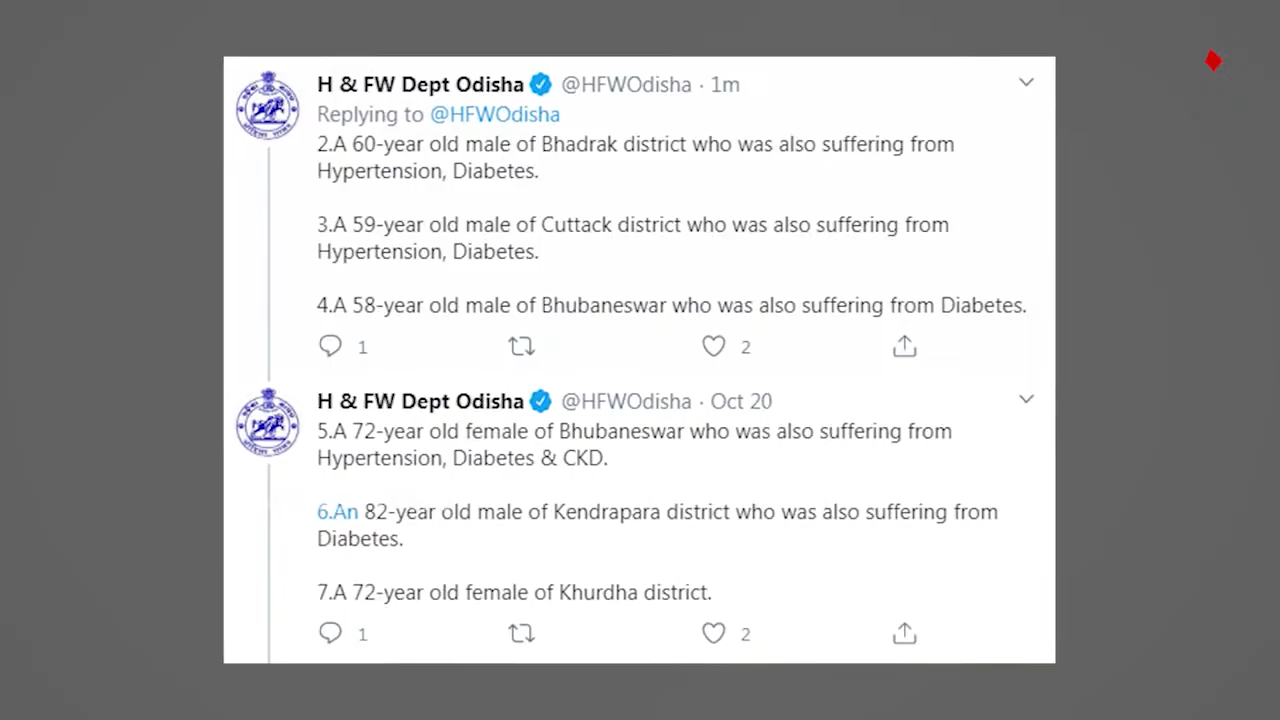 H & FW Dept Odisha @HFWOdisha · 1m
Replying to @HFWOdisha
2.A 60-year old male of Bhadrak district who was also suffering from
Hypertension, Diabetes.
3.A 59-year old male of Cuttack district who was also suffering from
Hypertension, Diabetes.
4.A 58-year old male of Bhubaneswar who was also suffering from Diabetes.
1 2
H & FW Dept Odisha @HFWOdisha · Oct 20
5.A 72-year old female of Bhubaneswar who was also suffering from
Hypertension, Diabetes & CKD.
6.An 82-year old male of Kendrapara district who was also suffering from
Diabetes.
7.A 72-year old female of Khurdha district.
1 2